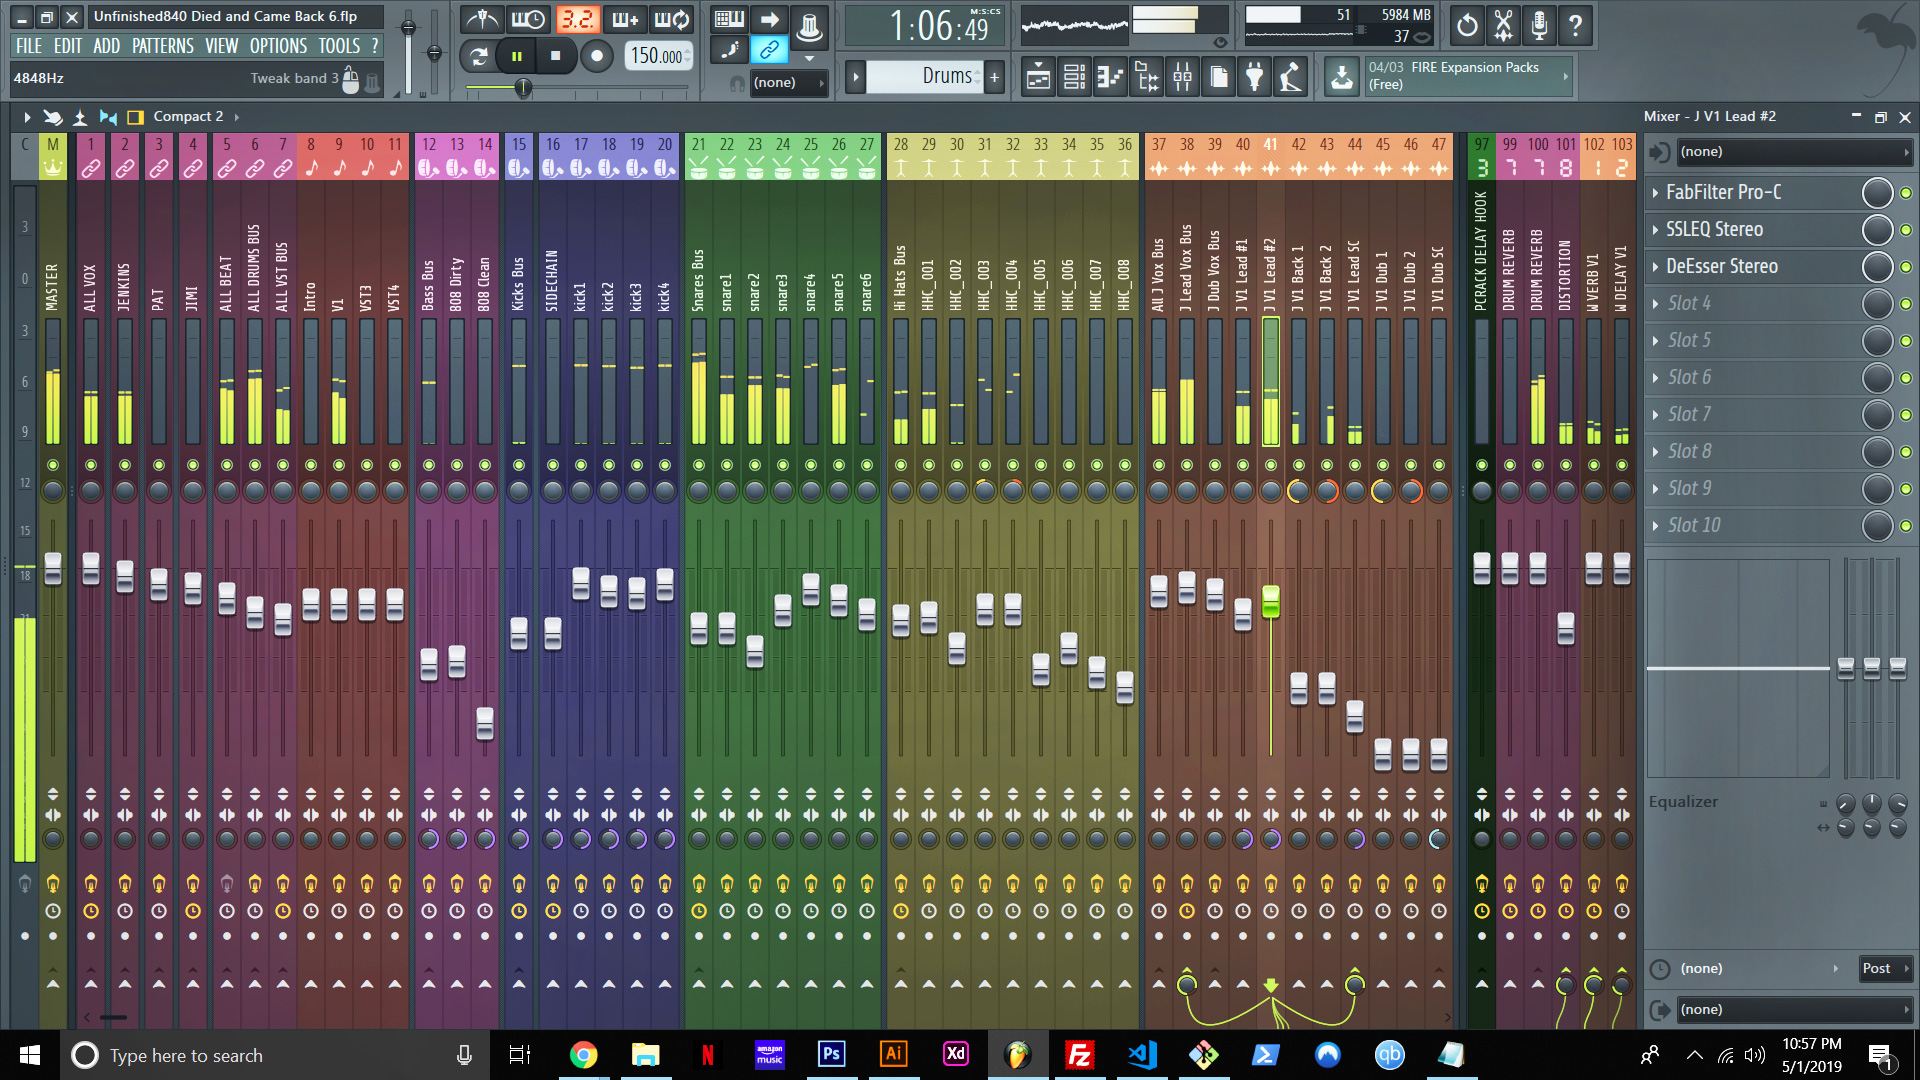 Unfinished840 Died and Came Back 6.flp
FILE EDIT ADD PATTERNS VIEW OPTIONS TOOLS ?
4848Hz Tweak band 3
3.2.
150.000
(none)
1:06:49
M:S:CS
Drums
51
5984 MB
37
04/03 FIRE Expansion Packs
(Free)
Compact 2
Mixer - J V1 Lead #2
C M 1 2 3 4 5 6 7 8 9 10 11 12 13 14 15 16 17 18 19 20 21 22 23 24 25 26 27 28 29 30 31 32 33 34 35 36 37 38 39 40 41 42 43 44 45 46 47 97 99 100 101 102 103
3 7 7 8 1 2
MASTER
ALL VOX
JENKINS
PAT
JIMI
ALL BEAT
ALL DRUMS BUS
ALL VST BUS
Intro
V1
VST3
VST4
Bass Bus
808 Dirty
808 Clean
Kicks Bus
SIDECHAIN
kick1
kick2
kick3
kick4
Snares Bus
snare1
snare2
snare3
snare4
snare5
snare6
Hi Hats Bus
HHC_001
HHC_002
HHC_003
HHC_004
HHC_005
HHC_006
HHC_007
HHC_008
All J Vox Bus
J Lead Vox Bus
J Dub Vox Bus
J V1 Lead #1
J V1 Lead #2
J V1 Back 1
J V1 Back 2
J V1 Lead SC
J V1 Dub 1
J V1 Dub 2
J V1 Dub SC
PCRACK DELAY HOOK
DRUM REVERB
DRUM REVERB
DISTORTION
W VERB V1
W DELAY V1
3
0
3
6
9
12
15
18
(none)
FabFilter Pro-C
SSLEQ Stereo
DeEsser Stereo
Slot 4
Slot 5
Slot 6
Slot 7
Slot 8
Slot 9
Slot 10
Equalizer
(none) Post
(none)
Type here to search
N
amazon music
Ps
Ai
Xd
Fz
qb
10:57 PM
5/1/2019
1